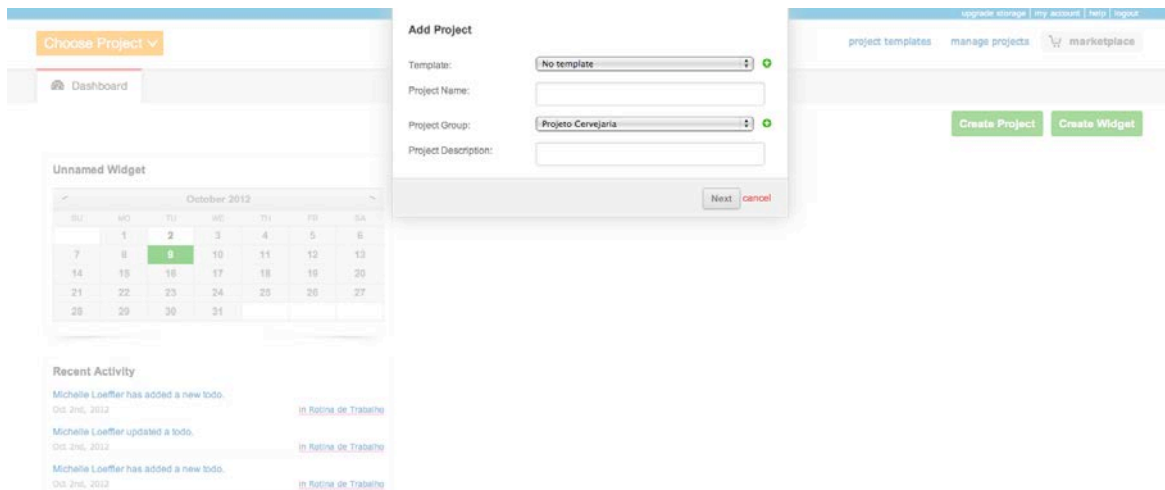 upgrade storage | my account | help | logout
Choose Project
project templates manage projects marketplace
Dashboard
Add Project
Template: No template
Project Name:
Project Group: Projeto Cervejaria
Project Description:
Next cancel
Create Project Create Widget
Unnamed Widget
October 2012
SU MO TU WE TH FR SA
1 2 3 4 5 6
7 8 9 10 11 12 13
14 15 16 17 18 19 20
21 22 23 24 25 26 27
28 29 30 31
Recent Activity
Michelle Loeffler has added a new todo.
Oct 2nd, 2012 in Rotina de Trabalho
Michelle Loeffler updated a todo.
Oct 2nd, 2012 in Rotina de Trabalho
Michelle Loeffler has added a new todo.
Oct 2nd, 2012 in Rotina de Trabalho